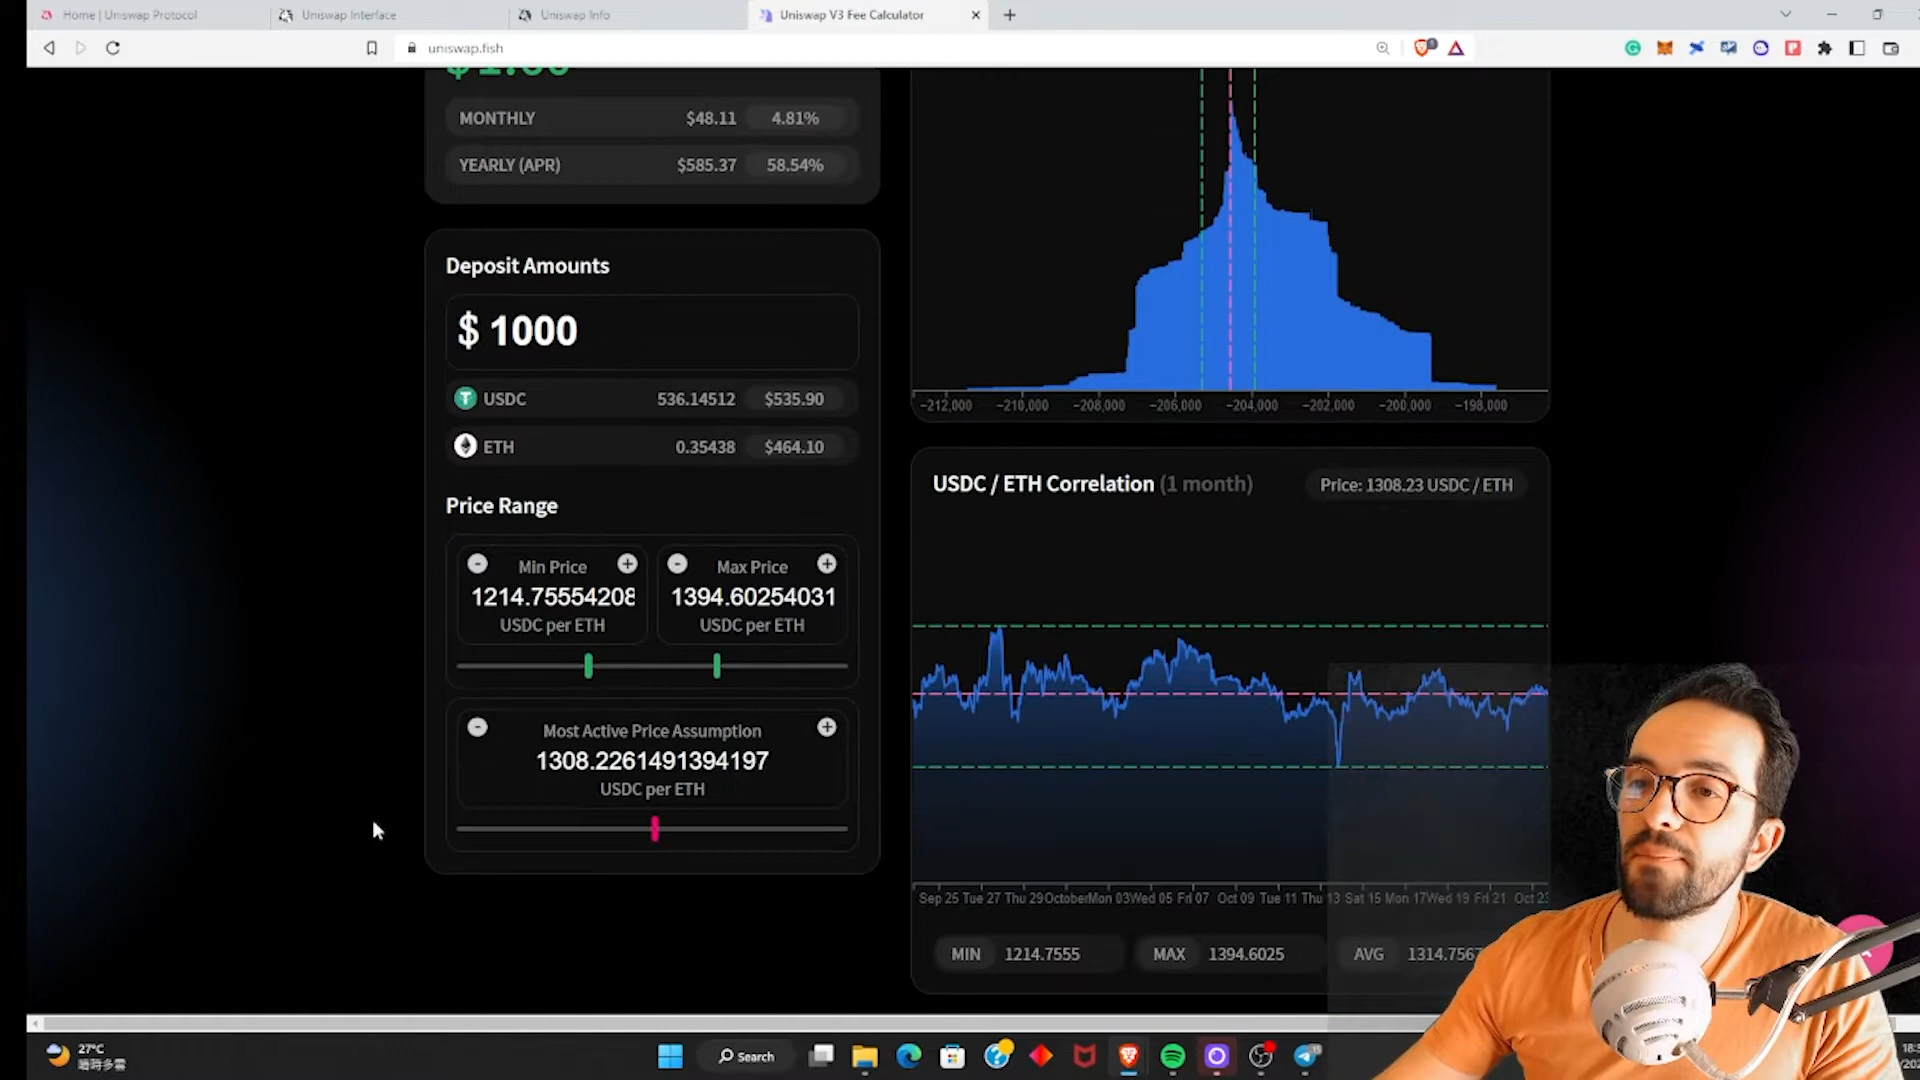 Home | Uniswap Protocol
Uniswap Interface
Uniswap Info
Uniswap V3 Fee Calculator
uniswap.fish
MONTHLY $48.11 4.81%
YEARLY (APR) $585.37 58.54%
Deposit Amounts
$ 1000
USDC 536.14512 $535.90
ETH 0.35438 $464.10
Price Range
Min Price
1214.75554208
USDC per ETH
Max Price
1394.60254031
USDC per ETH
Most Active Price Assumption
1308.2261491394197
USDC per ETH
−212,000 −210,000 −208,000 −206,000 −204,000 −202,000 −200,000 −198,000
USDC / ETH Correlation (1 month)
Price: 1308.23 USDC / ETH
Sep 25 Tue 27 Thu 29 October Mon 03 Wed 05 Fri 07 Oct 09 Tue 11 Thu 13 Sat 15 Mon 17 Wed 19 Fri 21 Oct 23
MIN 1214.7555
MAX 1394.6025
AVG 1314.756
27°C
Search